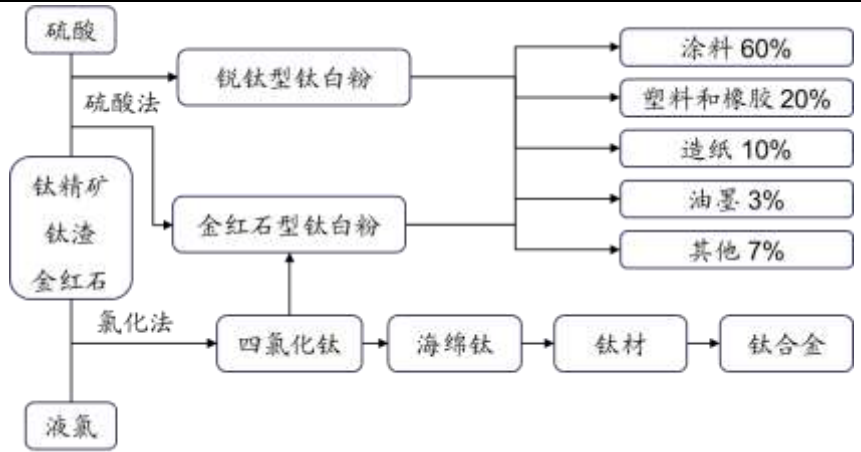 硫酸
涂料 60%
锐钛型钛白粉
硫酸法
塑料和橡胶 20%
造纸 10%
钛精矿
钛渣
金红石
金红石型钛白粉
油墨 3%
其他 7%
氯化法
四氯化钛
海绵钛
钛材
钛合金
液氯